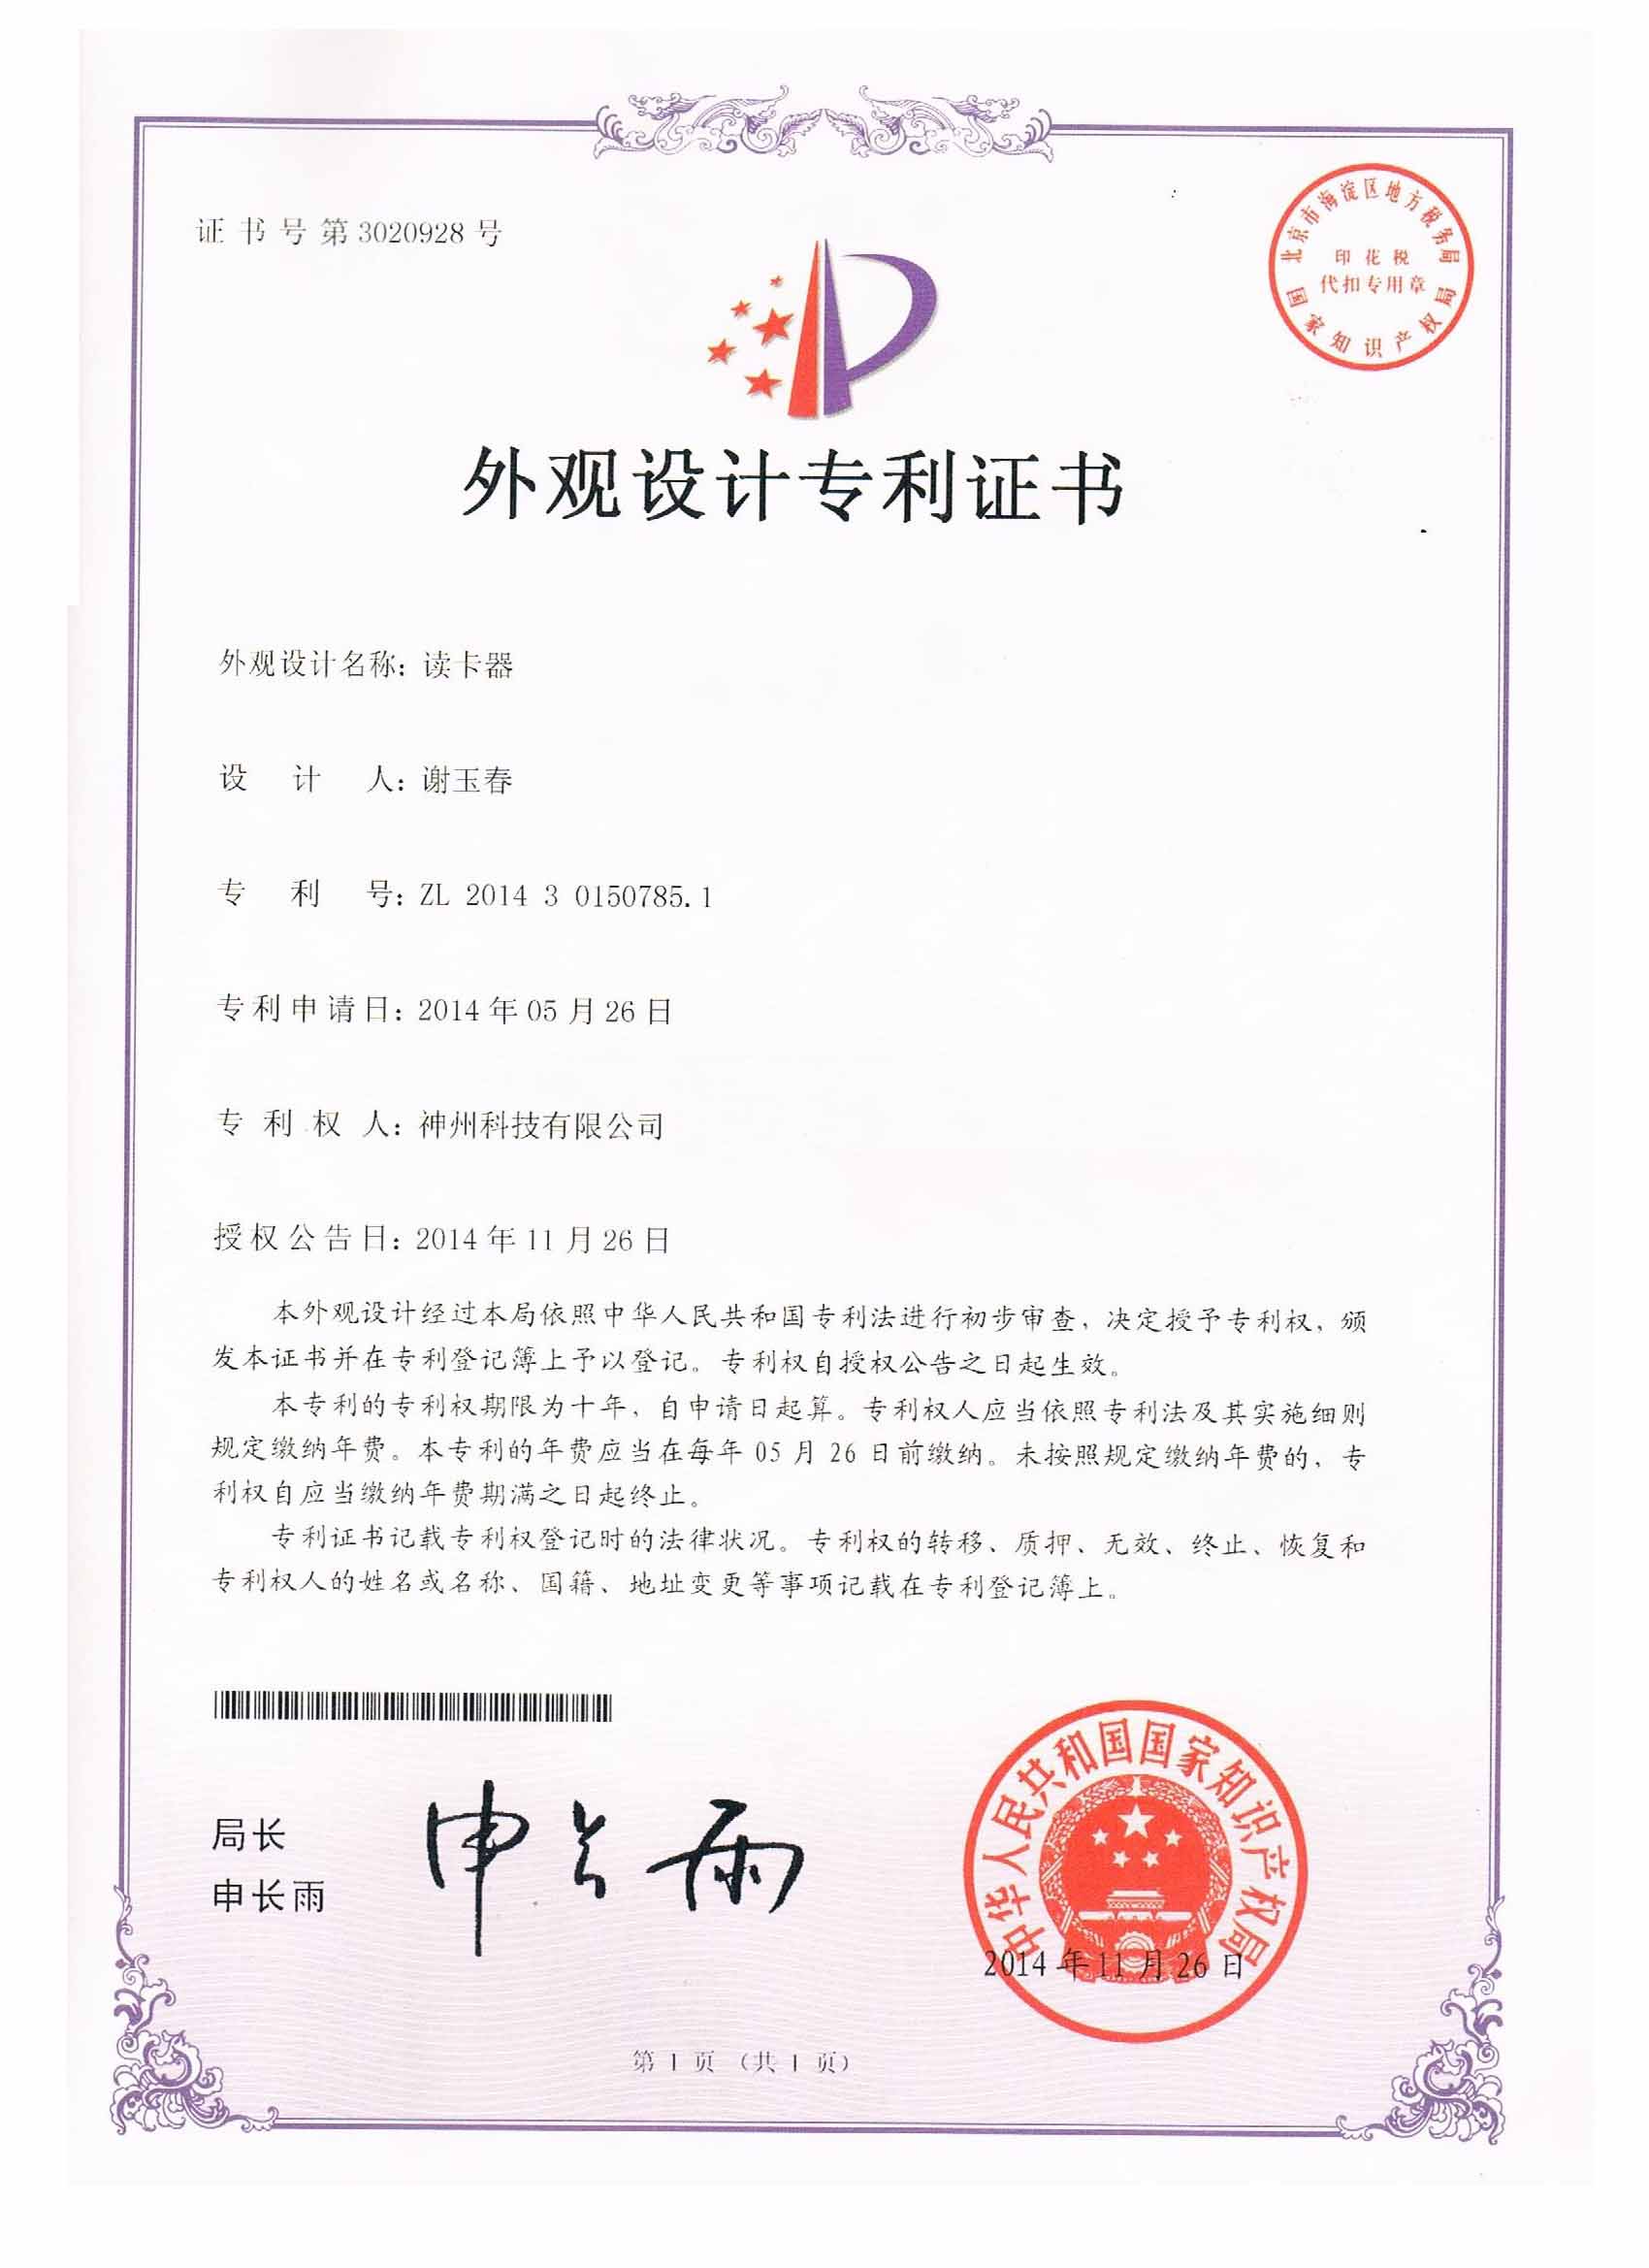 证书号第3020928号
北京市海淀区地方税务局
印花税
代扣专用章
国家知识产权局
外观设计专利证书
外观设计名称：读卡器
设计人：谢玉春
专利号：ZL 2014 3 0150785.1
专利申请日：2014年05月26日
专利权人：神州科技有限公司
授权公告日：2014年11月26日
本外观设计经过本局依照中华人民共和国专利法进行初步审查，决定授予专利权，颁
发本证书并在专利登记簿上予以登记。专利权自授权公告之日起生效。
本专利的专利权期限为十年，自申请日起算。专利权人应当依照专利法及其实施细则
规定缴纳年费。本专利的年费应当在每年05月26日前缴纳。未按照规定缴纳年费的，专
利权自应当缴纳年费期满之日起终止。
专利证书记载专利权登记时的法律状况。专利权的转移、质押、无效、终止、恢复和
专利权人的姓名或名称、国籍、地址变更等事项记载在专利登记簿上。
局长
申长雨
申长雨
中华人民共和国国家知识产权局
2014年11月26日
第1页（共1页）